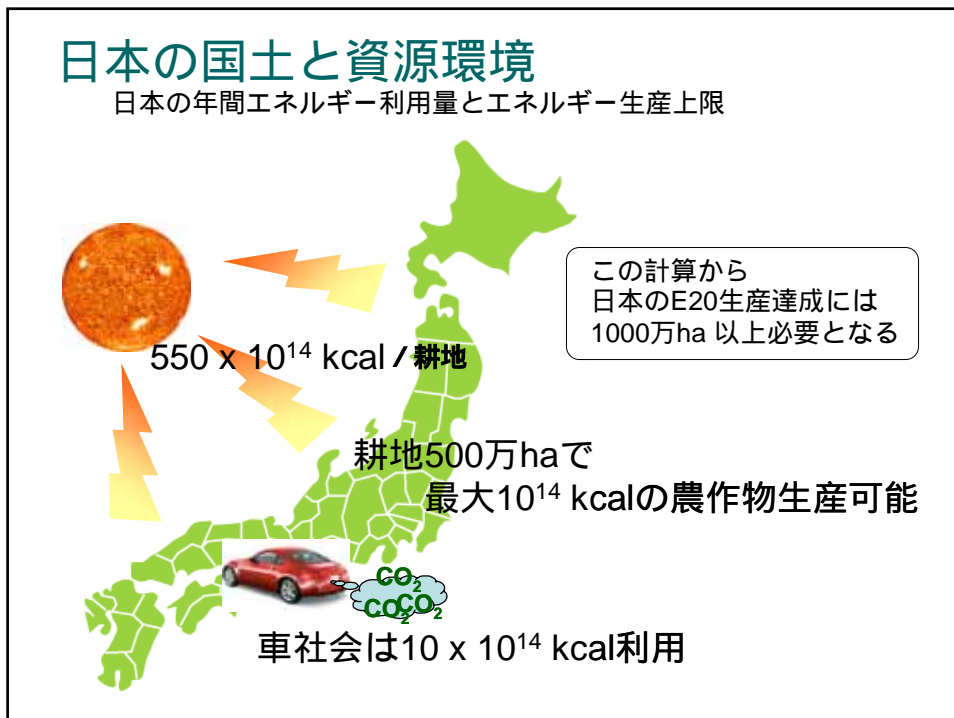 日本の国土と資源環境
日本の年間エネルギー利用量とエネルギー生産上限
この計算から
日本のE20生産達成には
1000万ha 以上必要となる
550 x 10¹⁴ kcal / 耕地
耕地500万haで
最大10¹⁴ kcalの農作物生産可能
CO₂
CO₂CO₂
車社会は10 x 10¹⁴ kcal利用